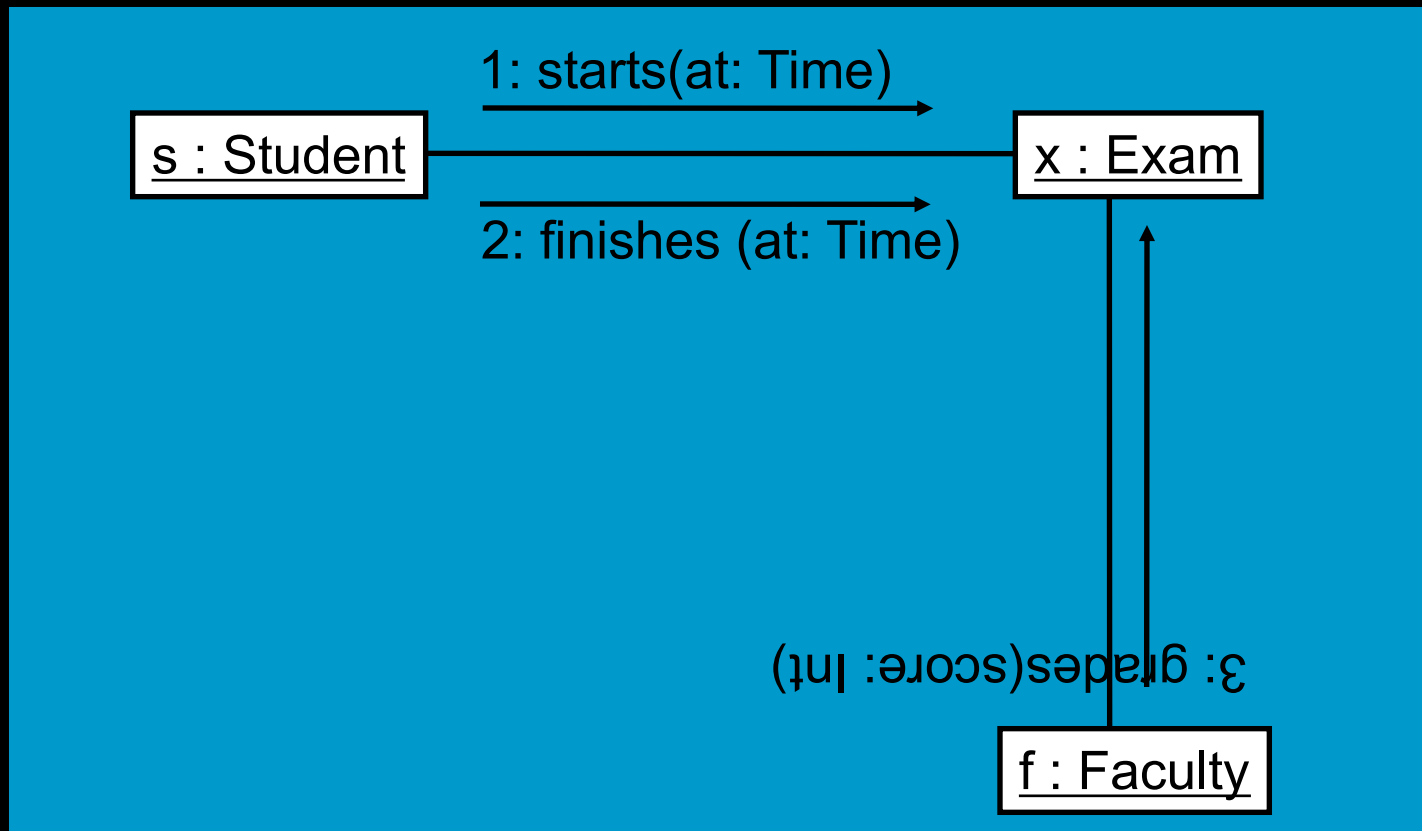 1: starts(at: Time)
s : Student
x : Exam
2: finishes (at: Time)
3: grades(score: Int)
f : Faculty